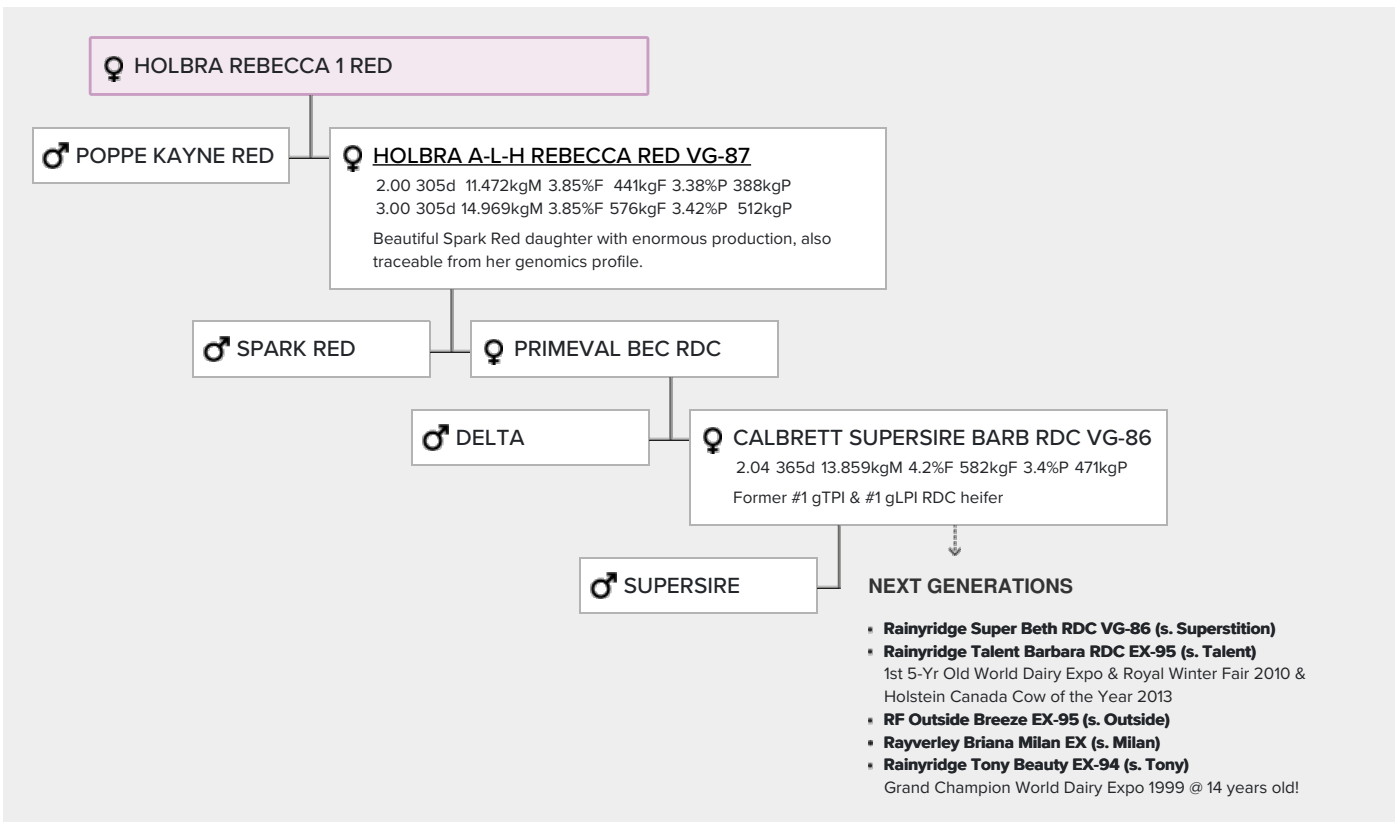 HOLBRA REBECCA 1 RED
POPPE KAYNE RED
HOLBRA A-L-H REBECCA RED VG-87
2.00 305d 11.472kgM 3.85%F 441kgF 3.38%P 388kgP
3.00 305d 14.969kgM 3.85%F 576kgF 3.42%P 512kgP
Beautiful Spark Red daughter with enormous production, also
traceable from her genomics profile.
SPARK RED
PRIMEVAL BEC RDC
DELTA
CALBRETT SUPERSIRE BARB RDC VG-86
2.04 365d 13.859kgM 4.2%F 582kgF 3.4%P 471kgP
Former #1 gTPI & #1 gLPI RDC heifer
SUPERSIRE
NEXT GENERATIONS
Rainyridge Super Beth RDC VG-86 (s. Superstition)
Rainyridge Talent Barbara RDC EX-95 (s. Talent)
1st 5-Yr Old World Dairy Expo & Royal Winter Fair 2010 &
Holstein Canada Cow of the Year 2013
RF Outside Breeze EX-95 (s. Outside)
Rayverley Briana Milan EX (s. Milan)
Rainyridge Tony Beauty EX-94 (s. Tony)
Grand Champion World Dairy Expo 1999 @ 14 years old!